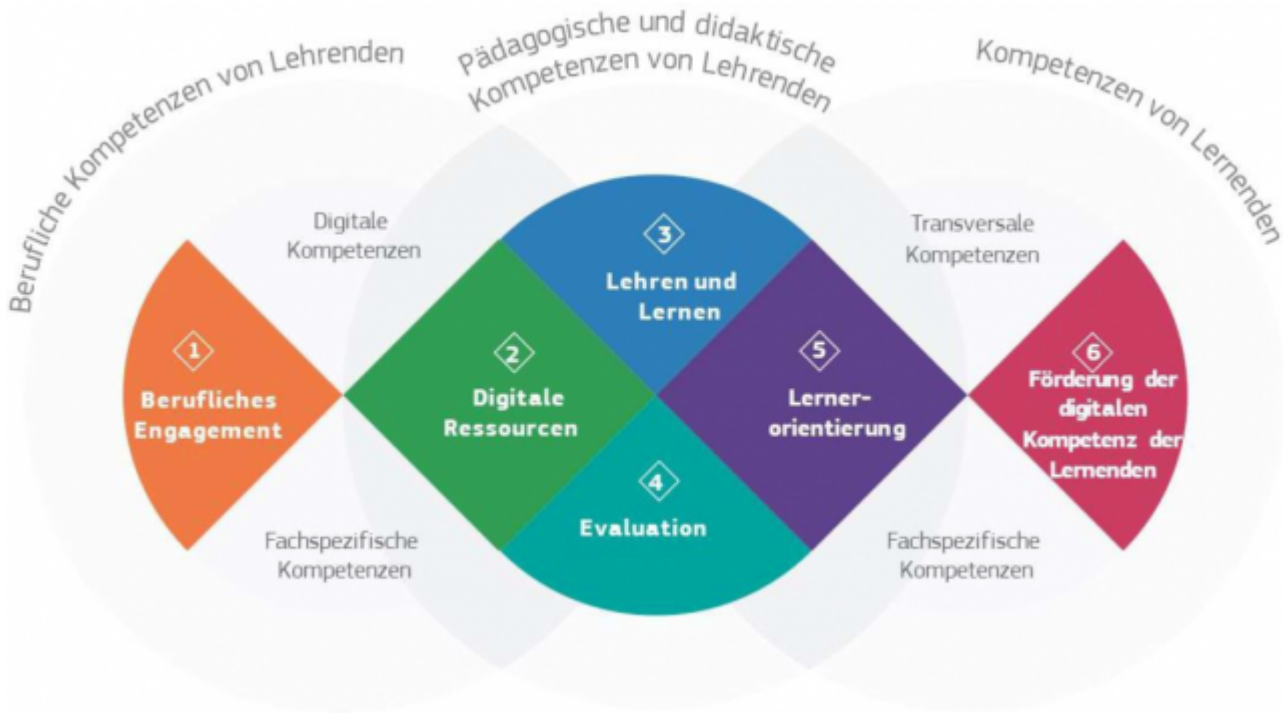 Berufliche Kompetenzen von Lehrenden
Pädagogische und didaktische
Kompetenzen von Lehrenden
Kompetenzen von Lernenden
Digitale
Kompetenzen
Transversale
Kompetenzen
1
Berufliches
Engagement
2
Digitale
Ressourcen
3
Lehren und
Lernen
4
Evaluation
5
Lerner-
orientierung
6
Förderung der
digitalen
Kompetenz der
Lernenden
Fachspezifische
Kompetenzen
Fachspezifische
Kompetenzen